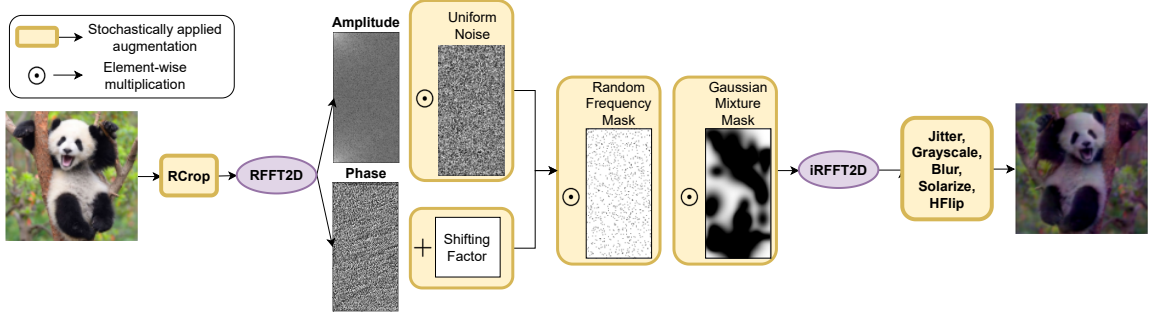 Stochastically applied
augmentation
Element-wise
multiplication
RCrop
RFFT2D
Amplitude
Phase
Uniform
Noise
+
Shifting
Factor
Random
Frequency
Mask
Gaussian
Mixture
Mask
iRFFT2D
Jitter,
Grayscale,
Blur,
Solarize,
HFlip